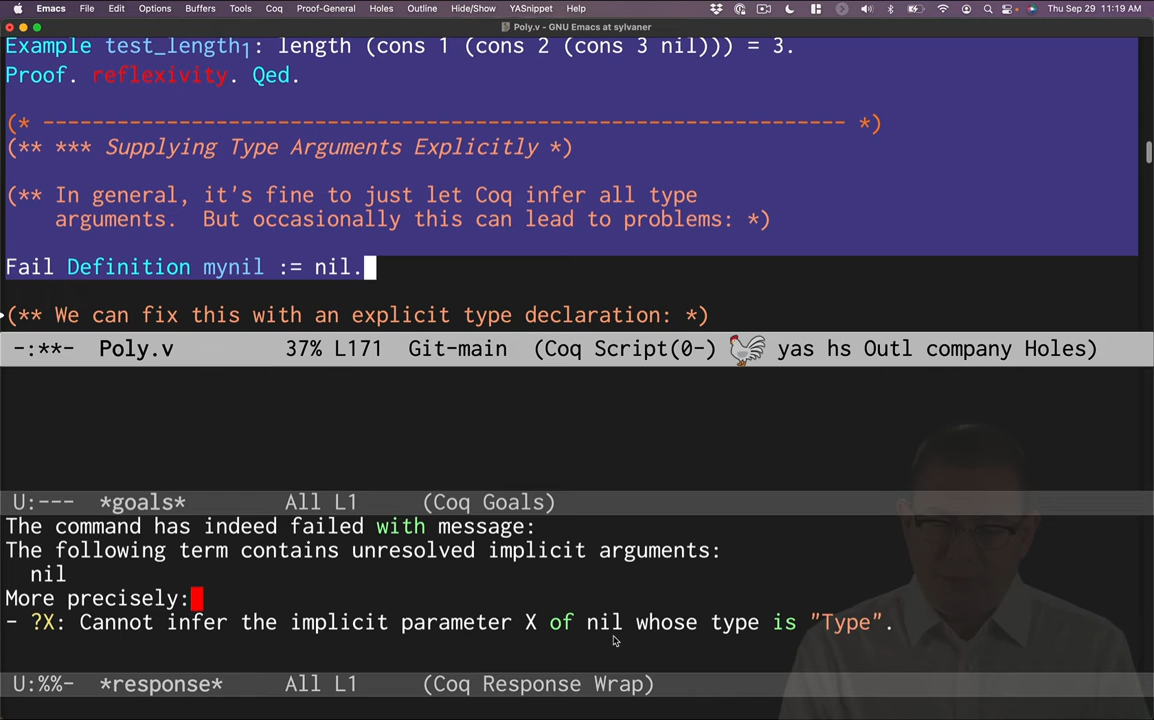 Emacs File Edit Options Buffers Tools Coq Proof-General Holes Outline Hide/Show YASnippet Help Thu Sep 29 11:19 AM
Poly.v - GNU Emacs at sylvaner
Example test_length1: length (cons 1 (cons 2 (cons 3 nil))) = 3.
Proof. reflexivity. Qed.
(* ----------------------------------------------------------------- *)
(** *** Supplying Type Arguments Explicitly *)
(** In general, it's fine to just let Coq infer all type
arguments. But occasionally this can lead to problems: *)
Fail Definition mynil := nil.
(** We can fix this with an explicit type declaration: *)
-:**- Poly.v 37% L171 Git-main (Coq Script(0-) yas hs Outl company Holes)
U:--- *goals* All L1 (Coq Goals)
The command has indeed failed with message:
The following term contains unresolved implicit arguments:
nil
More precisely:
- ?X: Cannot infer the implicit parameter X of nil whose type is "Type".
U:%%- *response* All L1 (Coq Response Wrap)